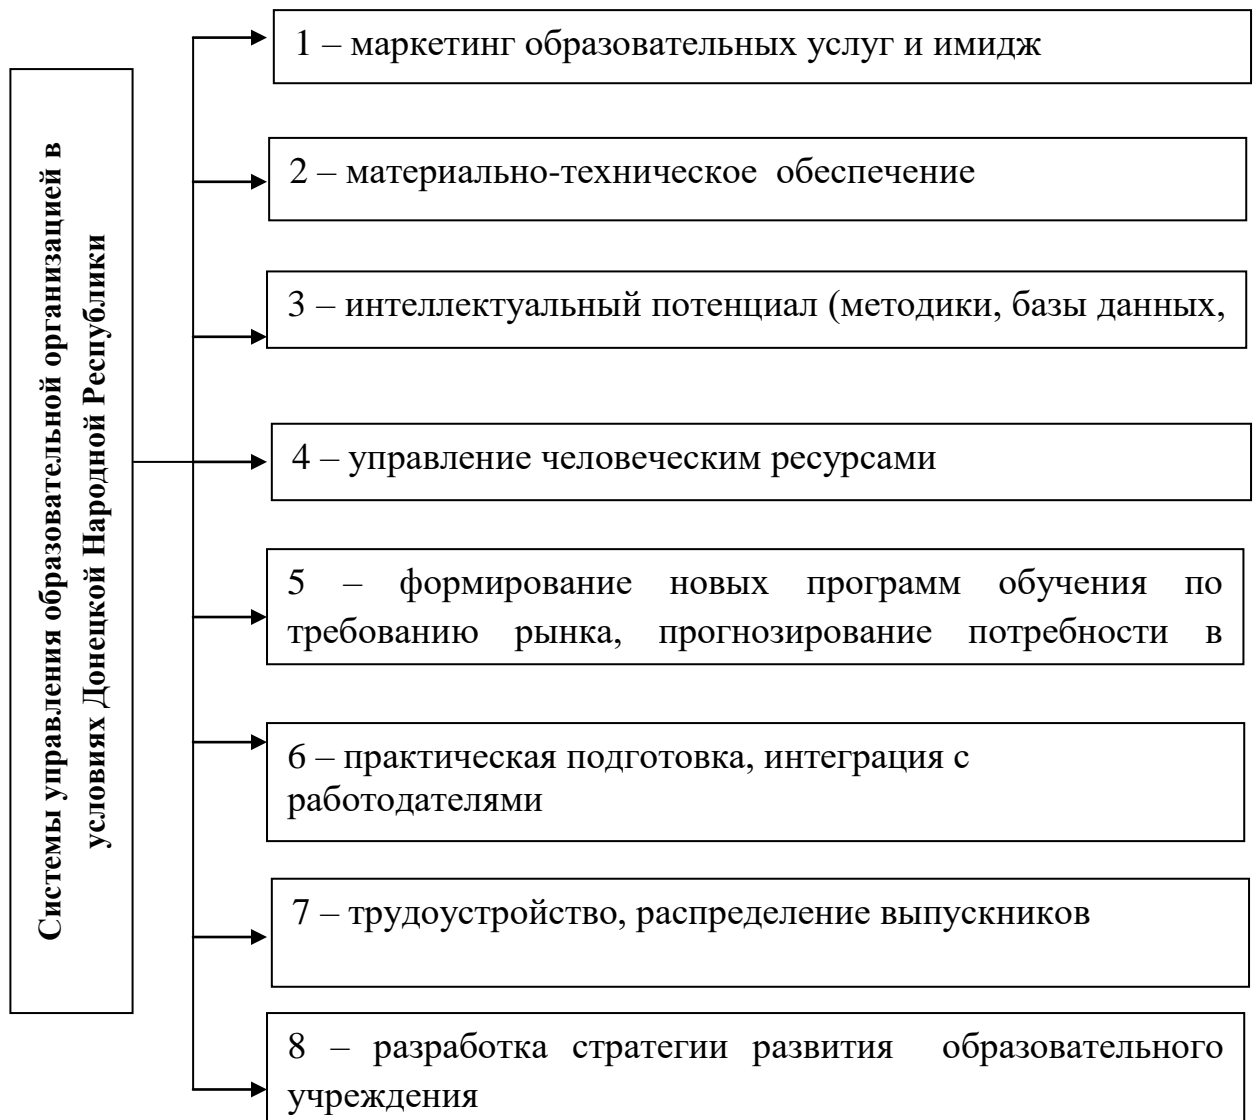 Системы управления образовательной организацией в
условиях Донецкой Народной Республики
1 – маркетинг образовательных услуг и имидж
2 – материально-техническое обеспечение
3 – интеллектуальный потенциал (методики, базы данных,
4 – управление человеческим ресурсами
5 – формирование новых программ обучения по
требованию рынка, прогнозирование потребности в
6 – практическая подготовка, интеграция с
работодателями
7 – трудоустройство, распределение выпускников
8 – разработка стратегии развития образовательного
учреждения